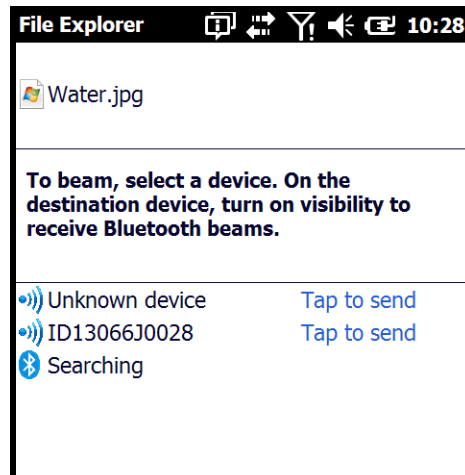 File Explorer 10:28
Water.jpg
To beam, select a device. On the
destination device, turn on visibility to
receive Bluetooth beams.
Unknown device Tap to send
ID13066J0028 Tap to send
Searching